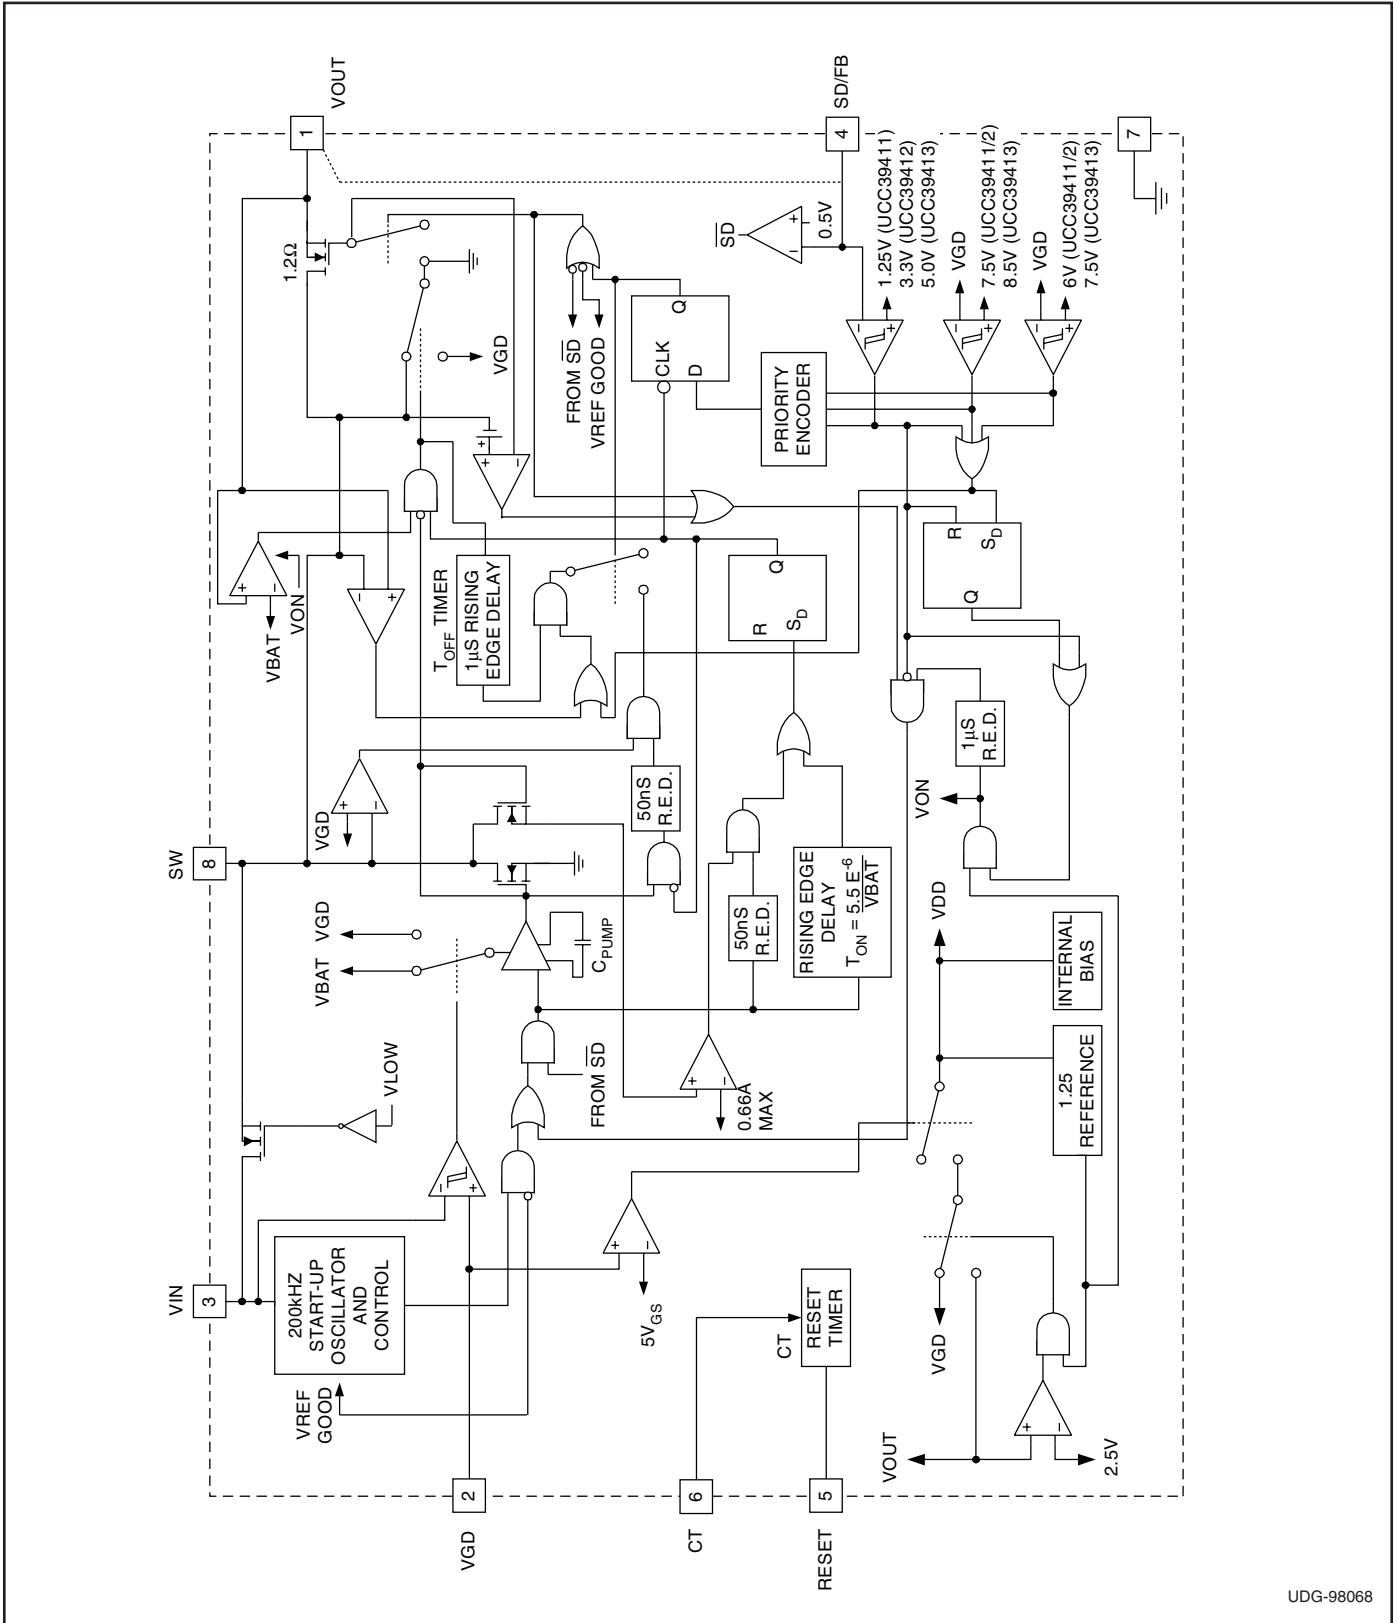 VOUT
1
1.2Ω
SD/FB
4
7
SD
0.5V
+
−
1.25V (UCC39411)
3.3V (UCC39412)
5.0V (UCC39413)
VGD
7.5V (UCC39411/2)
8.5V (UCC39413)
VGD
6V (UCC39411/2)
7.5V (UCC39413)
VGD
FROM SD
VREF GOOD
Q
CLK
D
PRIORITY
ENCODER
VBAT
VON
TOFF TIMER
1µS RISING
EDGE DELAY
Q
R
SD
R
SD
Q
SW
8
VGD
50nS
R.E.D.
1µS
R.E.D.
VON
VBAT
VGD
CPUMP
50nS
R.E.D.
RISING EDGE
DELAY
TON = 5.5 E-6
VBAT
VDD
INTERNAL
BIAS
1.25
REFERENCE
VLOW
FROM SD
0.66A
MAX
VIN
3
200kHZ
START-UP
OSCILLATOR
AND
CONTROL
VREF
GOOD
5VGS
CT
RESET
TIMER
VGD
VOUT
2.5V
2
VGD
6
CT
5
RESET
UDG-98068